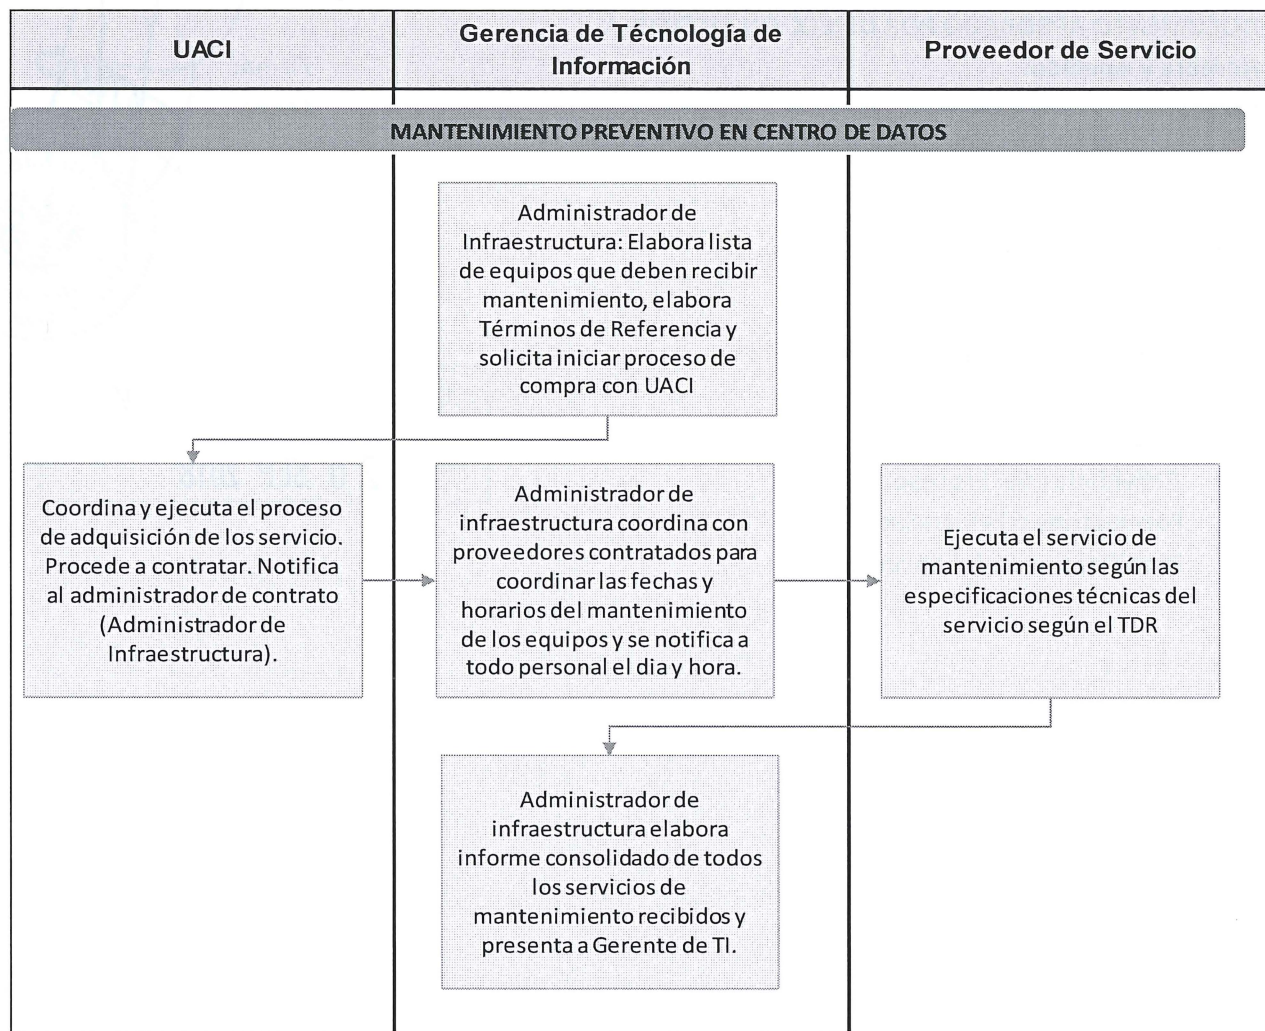 UACI
Gerencia de Técnología de
Información
Proveedor de Servicio
MANTENIMIENTO PREVENTIVO EN CENTRO DE DATOS
Administrador de
Infraestructura: Elabora lista
de equipos que deben recibir
mantenimiento, elabora
Términos de Referencia y
solicita iniciar proceso de
compra con UACI
Coordina y ejecuta el proceso
de adquisición de los servicio.
Procede a contratar. Notifica
al administrador de contrato
(Administrador de
Infraestructura).
Administrador de
infraestructura coordina con
proveedores contratados para
coordinar las fechas y
horarios del mantenimiento
de los equipos y se notifica a
todo personal el dia y hora.
Ejecuta el servicio de
mantenimiento según las
especificaciones técnicas del
servicio según el TDR
Administrador de
infraestructura elabora
informe consolidado de todos
los servicios de
mantenimiento recibidos y
presenta a Gerente de TI.